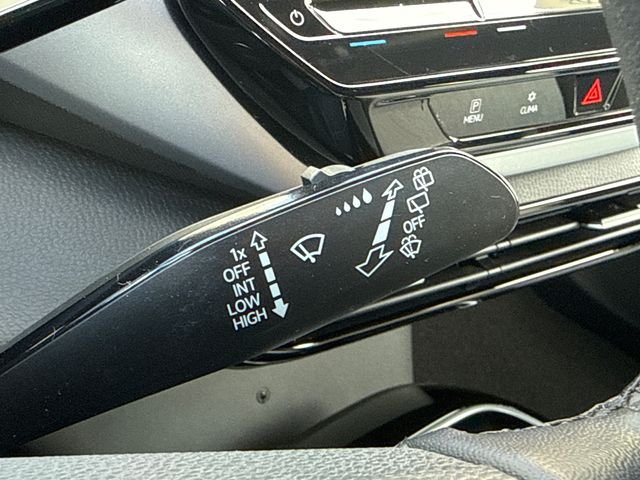 P
MENU
CLIMA
OFF
1x
OFF
INT
LOW
HIGH